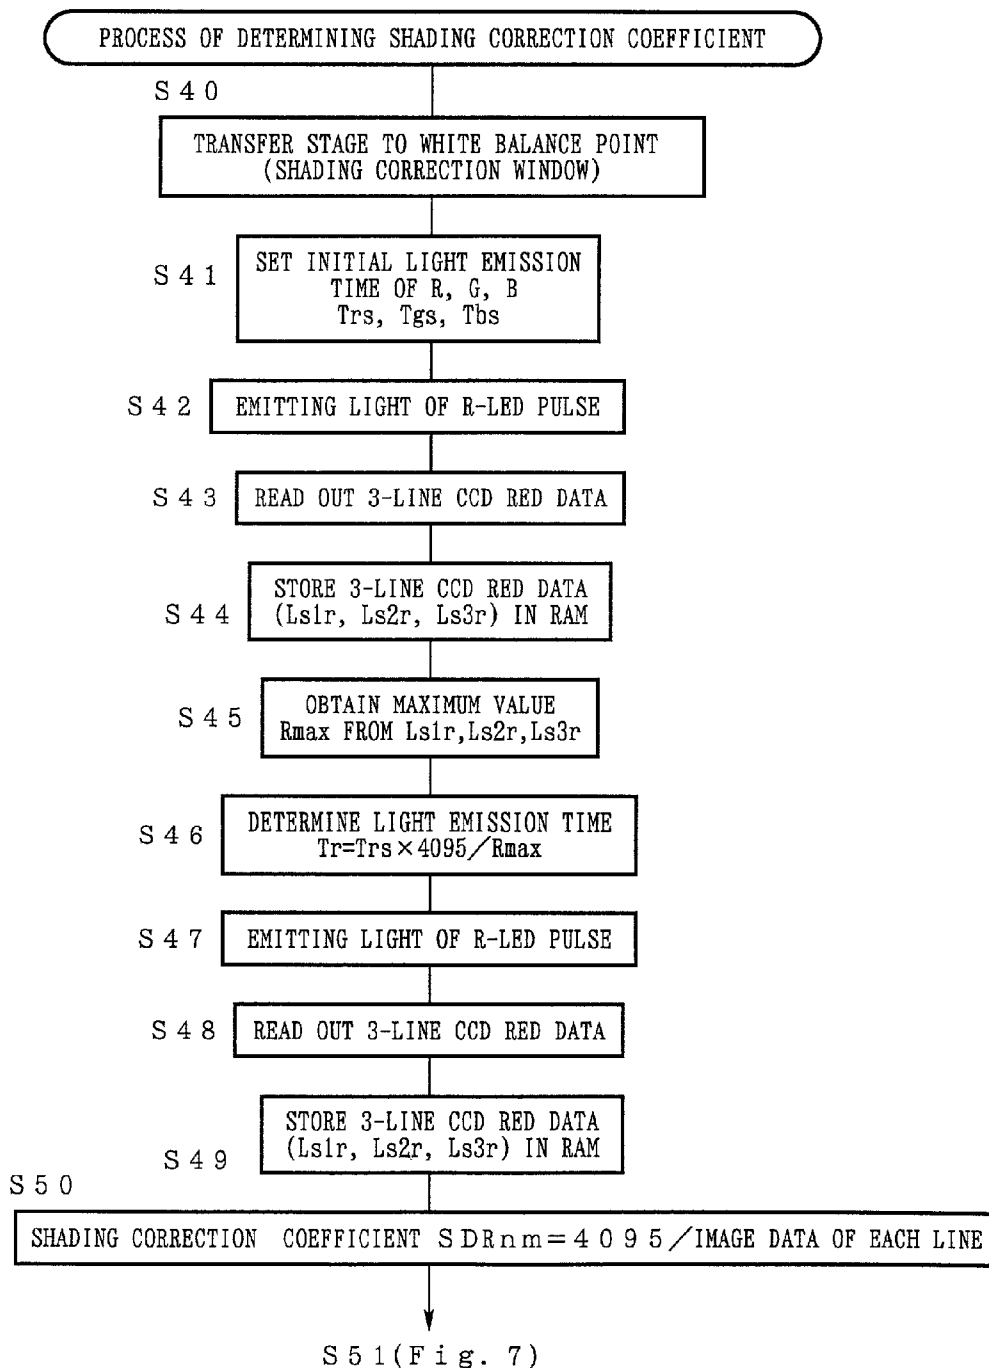 PROCESS OF DETERMINING SHADING CORRECTION COEFFICIENT
S40
TRANSFER STAGE TO WHITE BALANCE POINT
(SHADING CORRECTION WINDOW)
S41
SET INITIAL LIGHT EMISSION
TIME OF R, G, B
Trs, Tgs, Tbs
S42
EMITTING LIGHT OF R-LED PULSE
S43
READ OUT 3-LINE CCD RED DATA
S44
STORE 3-LINE CCD RED DATA
(Ls1r, Ls2r, Ls3r) IN RAM
S45
OBTAIN MAXIMUM VALUE
Rmax FROM Ls1r,Ls2r,Ls3r
S46
DETERMINE LIGHT EMISSION TIME
Tr=Trs×4095/Rmax
S47
EMITTING LIGHT OF R-LED PULSE
S48
READ OUT 3-LINE CCD RED DATA
S49
STORE 3-LINE CCD RED DATA
(Ls1r, Ls2r, Ls3r) IN RAM
S50
SHADING CORRECTION COEFFICIENT SDRnm=4095/IMAGE DATA OF EACH LINE
S51(Fig. 7)